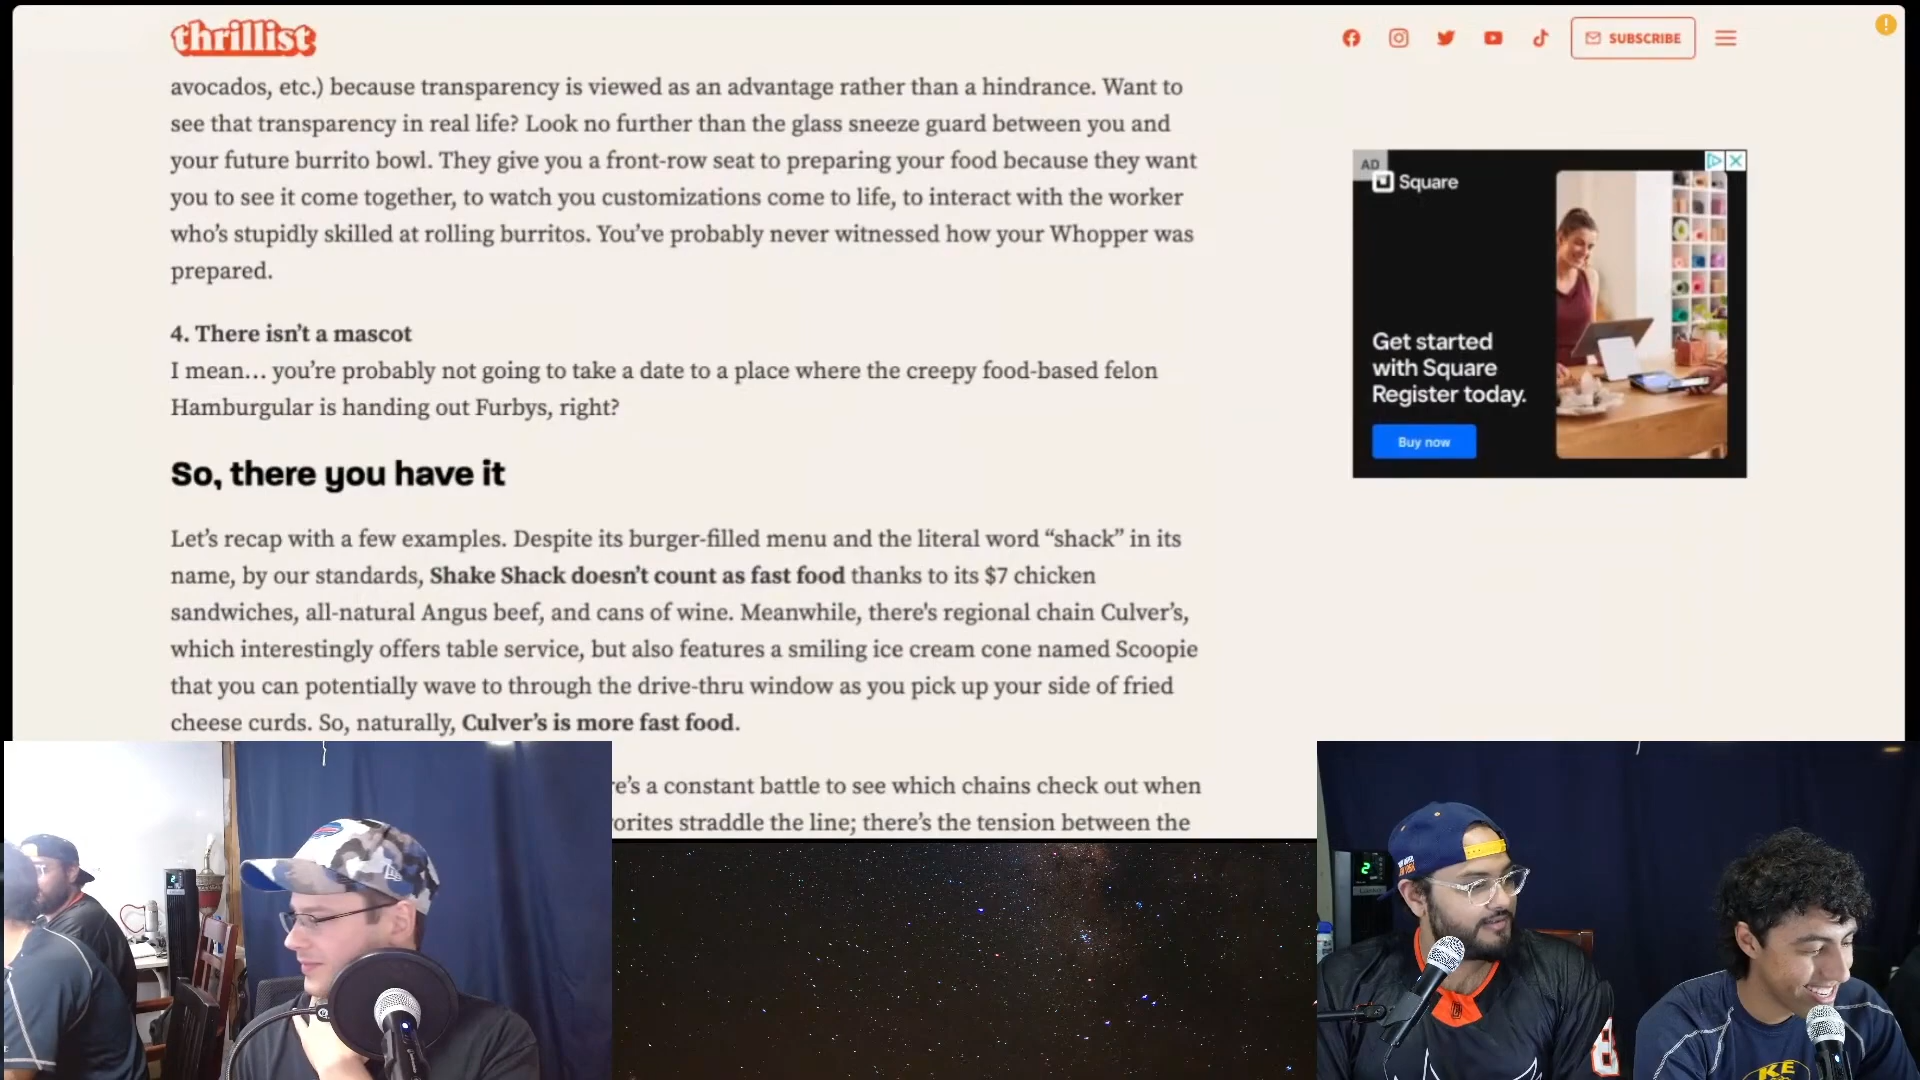 thrillist
SUBSCRIBE
avocados, etc.) because transparency is viewed as an advantage rather than a hindrance. Want to
see that transparency in real life? Look no further than the glass sneeze guard between you and
your future burrito bowl. They give you a front-row seat to preparing your food because they want
you to see it come together, to watch you customizations come to life, to interact with the worker
who's stupidly skilled at rolling burritos. You've probably never witnessed how your Whopper was
prepared.
4. There isn't a mascot
I mean… you're probably not going to take a date to a place where the creepy food-based felon
Hamburgular is handing out Furbys, right?
So, there you have it
Let's recap with a few examples. Despite its burger-filled menu and the literal word “shack” in its
name, by our standards, Shake Shack doesn't count as fast food thanks to its $7 chicken
sandwiches, all-natural Angus beef, and cans of wine. Meanwhile, there's regional chain Culver's,
which interestingly offers table service, but also features a smiling ice cream cone named Scoopie
that you can potentially wave to through the drive-thru window as you pick up your side of fried
cheese curds. So, naturally, Culver's is more fast food.
re's a constant battle to see which chains check out when
vorites straddle the line; there's the tension between the
AD
Square
Get started
with Square
Register today.
Buy now
2
2
8
KE